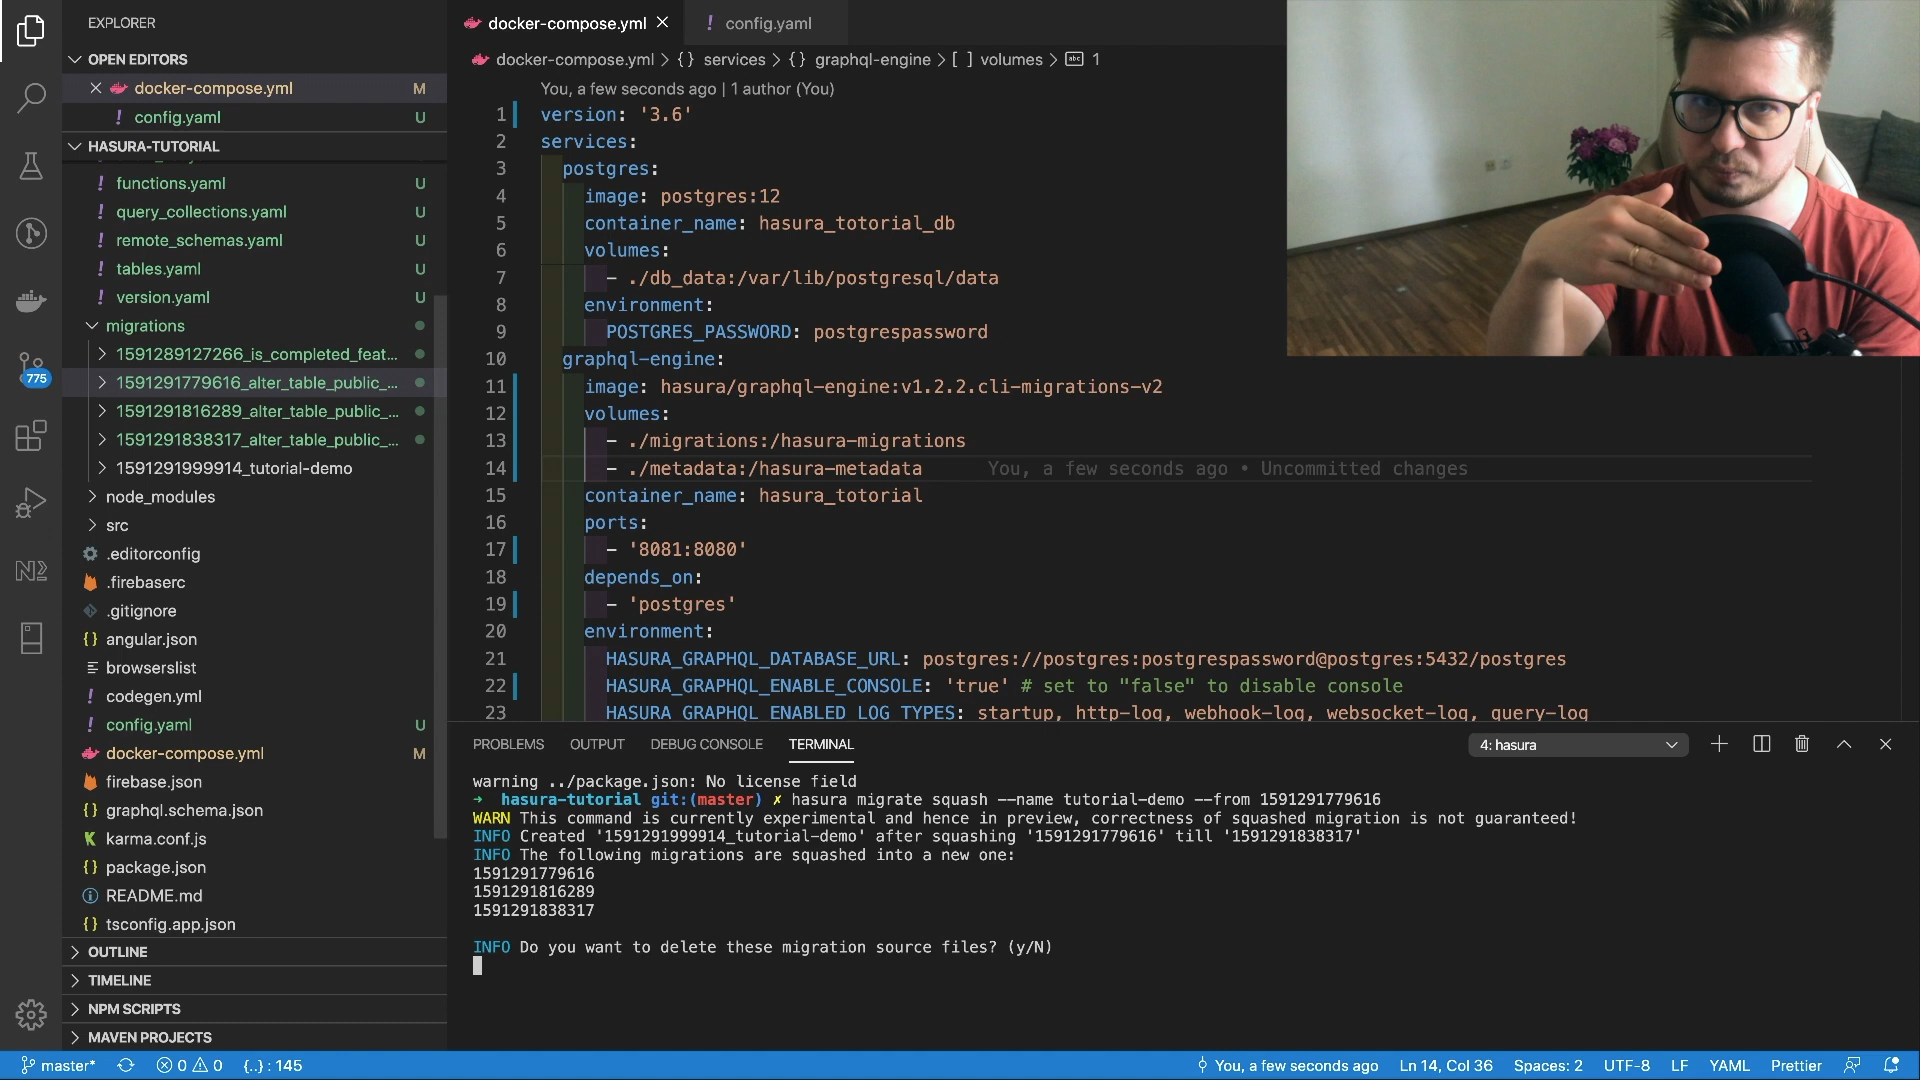 EXPLORER
OPEN EDITORS
docker-compose.yml M
config.yaml U
HASURA-TUTORIAL
functions.yaml U
query_collections.yaml U
remote_schemas.yaml U
tables.yaml U
version.yaml U
migrations
1591289127266_is_completed_feat...
1591291779616_alter_table_public_...
1591291816289_alter_table_public_...
1591291838317_alter_table_public_...
1591291999914_tutorial-demo
node_modules
src
.editorconfig
.firebaserc
.gitignore
angular.json
browserslist
codegen.yml
config.yaml U
docker-compose.yml M
firebase.json
graphql.schema.json
karma.conf.js
package.json
README.md
tsconfig.app.json
OUTLINE
TIMELINE
NPM SCRIPTS
MAVEN PROJECTS
775
docker-compose.yml config.yaml
docker-compose.yml > {} services > {} graphql-engine > [ ] volumes > abc 1
You, a few seconds ago | 1 author (You)
1 version: '3.6'
2 services:
3 postgres:
4 image: postgres:12
5 container_name: hasura_totorial_db
6 volumes:
7 - ./db_data:/var/lib/postgresql/data
8 environment:
9 POSTGRES_PASSWORD: postgrespassword
10 graphql-engine:
11 image: hasura/graphql-engine:v1.2.2.cli-migrations-v2
12 volumes:
13 - ./migrations:/hasura-migrations
14 - ./metadata:/hasura-metadata You, a few seconds ago • Uncommitted changes
15 container_name: hasura_totorial
16 ports:
17 - '8081:8080'
18 depends_on:
19 - 'postgres'
20 environment:
21 HASURA_GRAPHQL_DATABASE_URL: postgres://postgres:postgrespassword@postgres:5432/postgres
22 HASURA_GRAPHQL_ENABLE_CONSOLE: 'true' # set to "false" to disable console
23 HASURA_GRAPHQL_ENABLED_LOG_TYPES: startup, http-log, webhook-log, websocket-log, query-log
PROBLEMS OUTPUT DEBUG CONSOLE TERMINAL 4: hasura
warning ../package.json: No license field
➜ hasura-tutorial git:(master) ✗ hasura migrate squash --name tutorial-demo --from 1591291779616
WARN This command is currently experimental and hence in preview, correctness of squashed migration is not guaranteed!
INFO Created '1591291999914_tutorial-demo' after squashing '1591291779616' till '1591291838317'
INFO The following migrations are squashed into a new one:
1591291779616
1591291816289
1591291838317
INFO Do you want to delete these migration source files? (y/N)
master* 0 0 {..} : 145 You, a few seconds ago Ln 14, Col 36 Spaces: 2 UTF-8 LF YAML Prettier